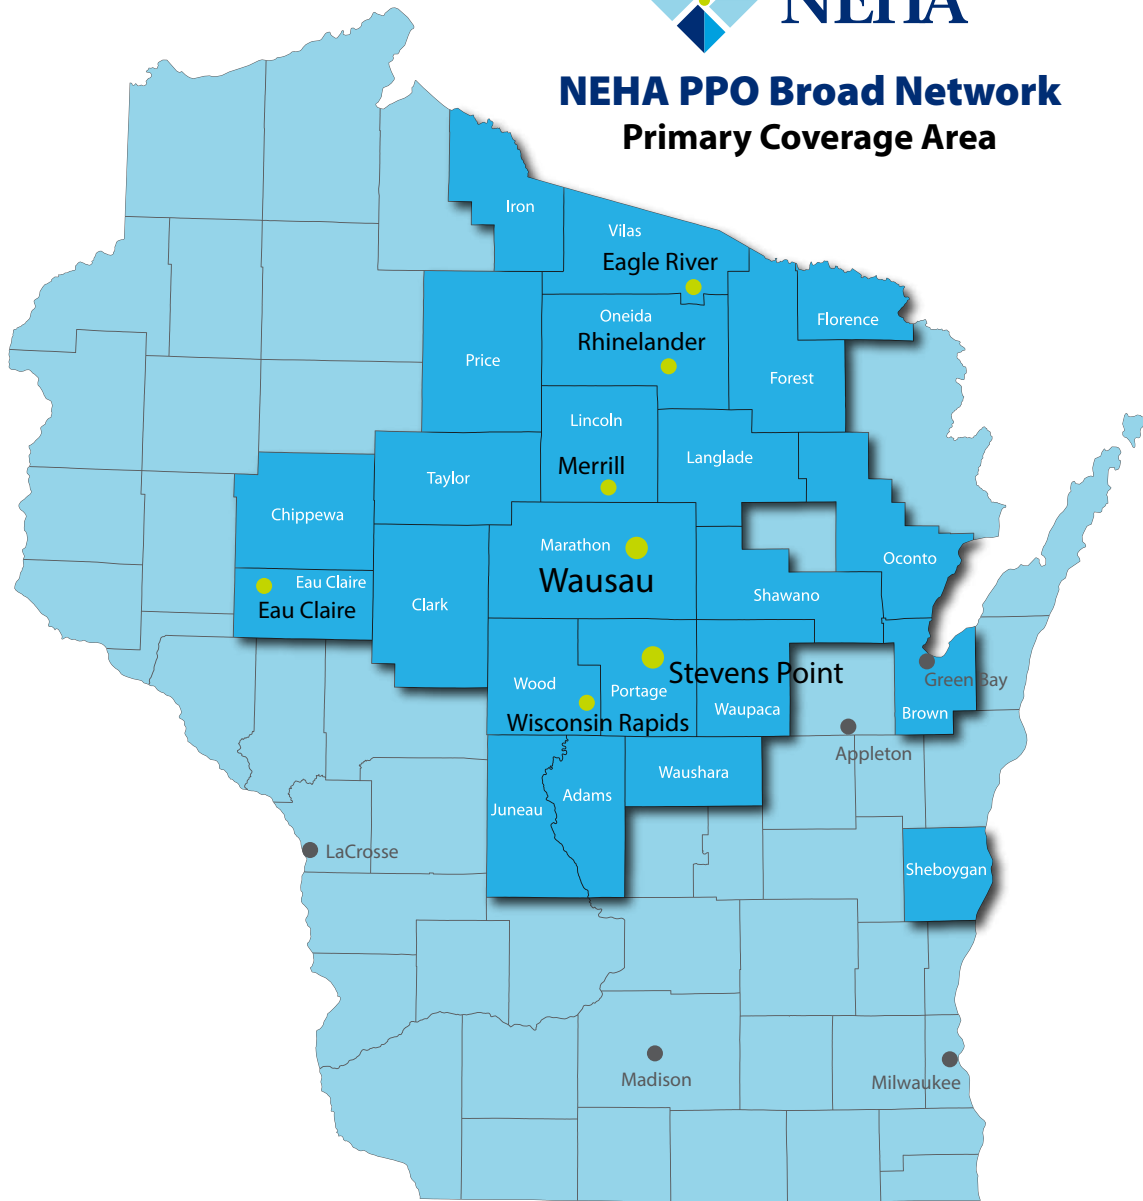 NEHA
NEHA PPO Broad Network
Primary Coverage Area
Iron
Vilas
Eagle River
Florence
Oneida
Rhinelander
Price
Forest
Lincoln
Merrill
Langlade
Taylor
Chippewa
Marathon
Wausau
Oconto
Eau Claire
Eau Claire
Clark
Shawano
Stevens Point
Green Bay
Wood
Portage
Waupaca
Brown
Wisconsin Rapids
Appleton
Waushara
Juneau
Adams
LaCrosse
Sheboygan
Madison
Milwaukee